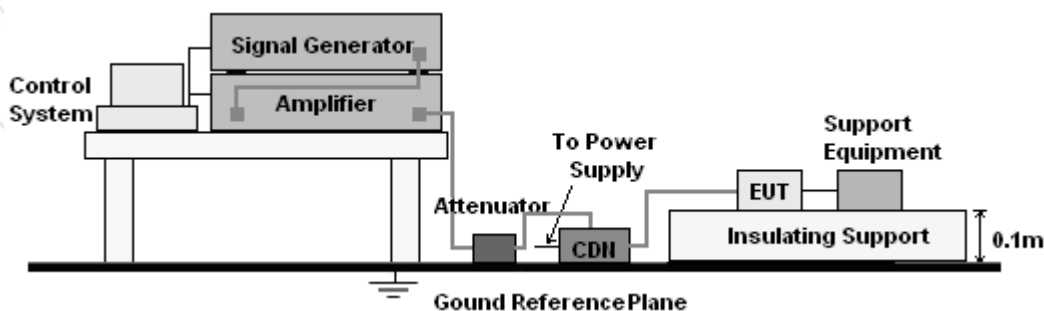 Signal Generator
Control
System
Amplifier
To Power
Supply
Support
Equipment
Attenuator
EUT
CDN
Insulating Support
0.1m
Gound Reference Plane